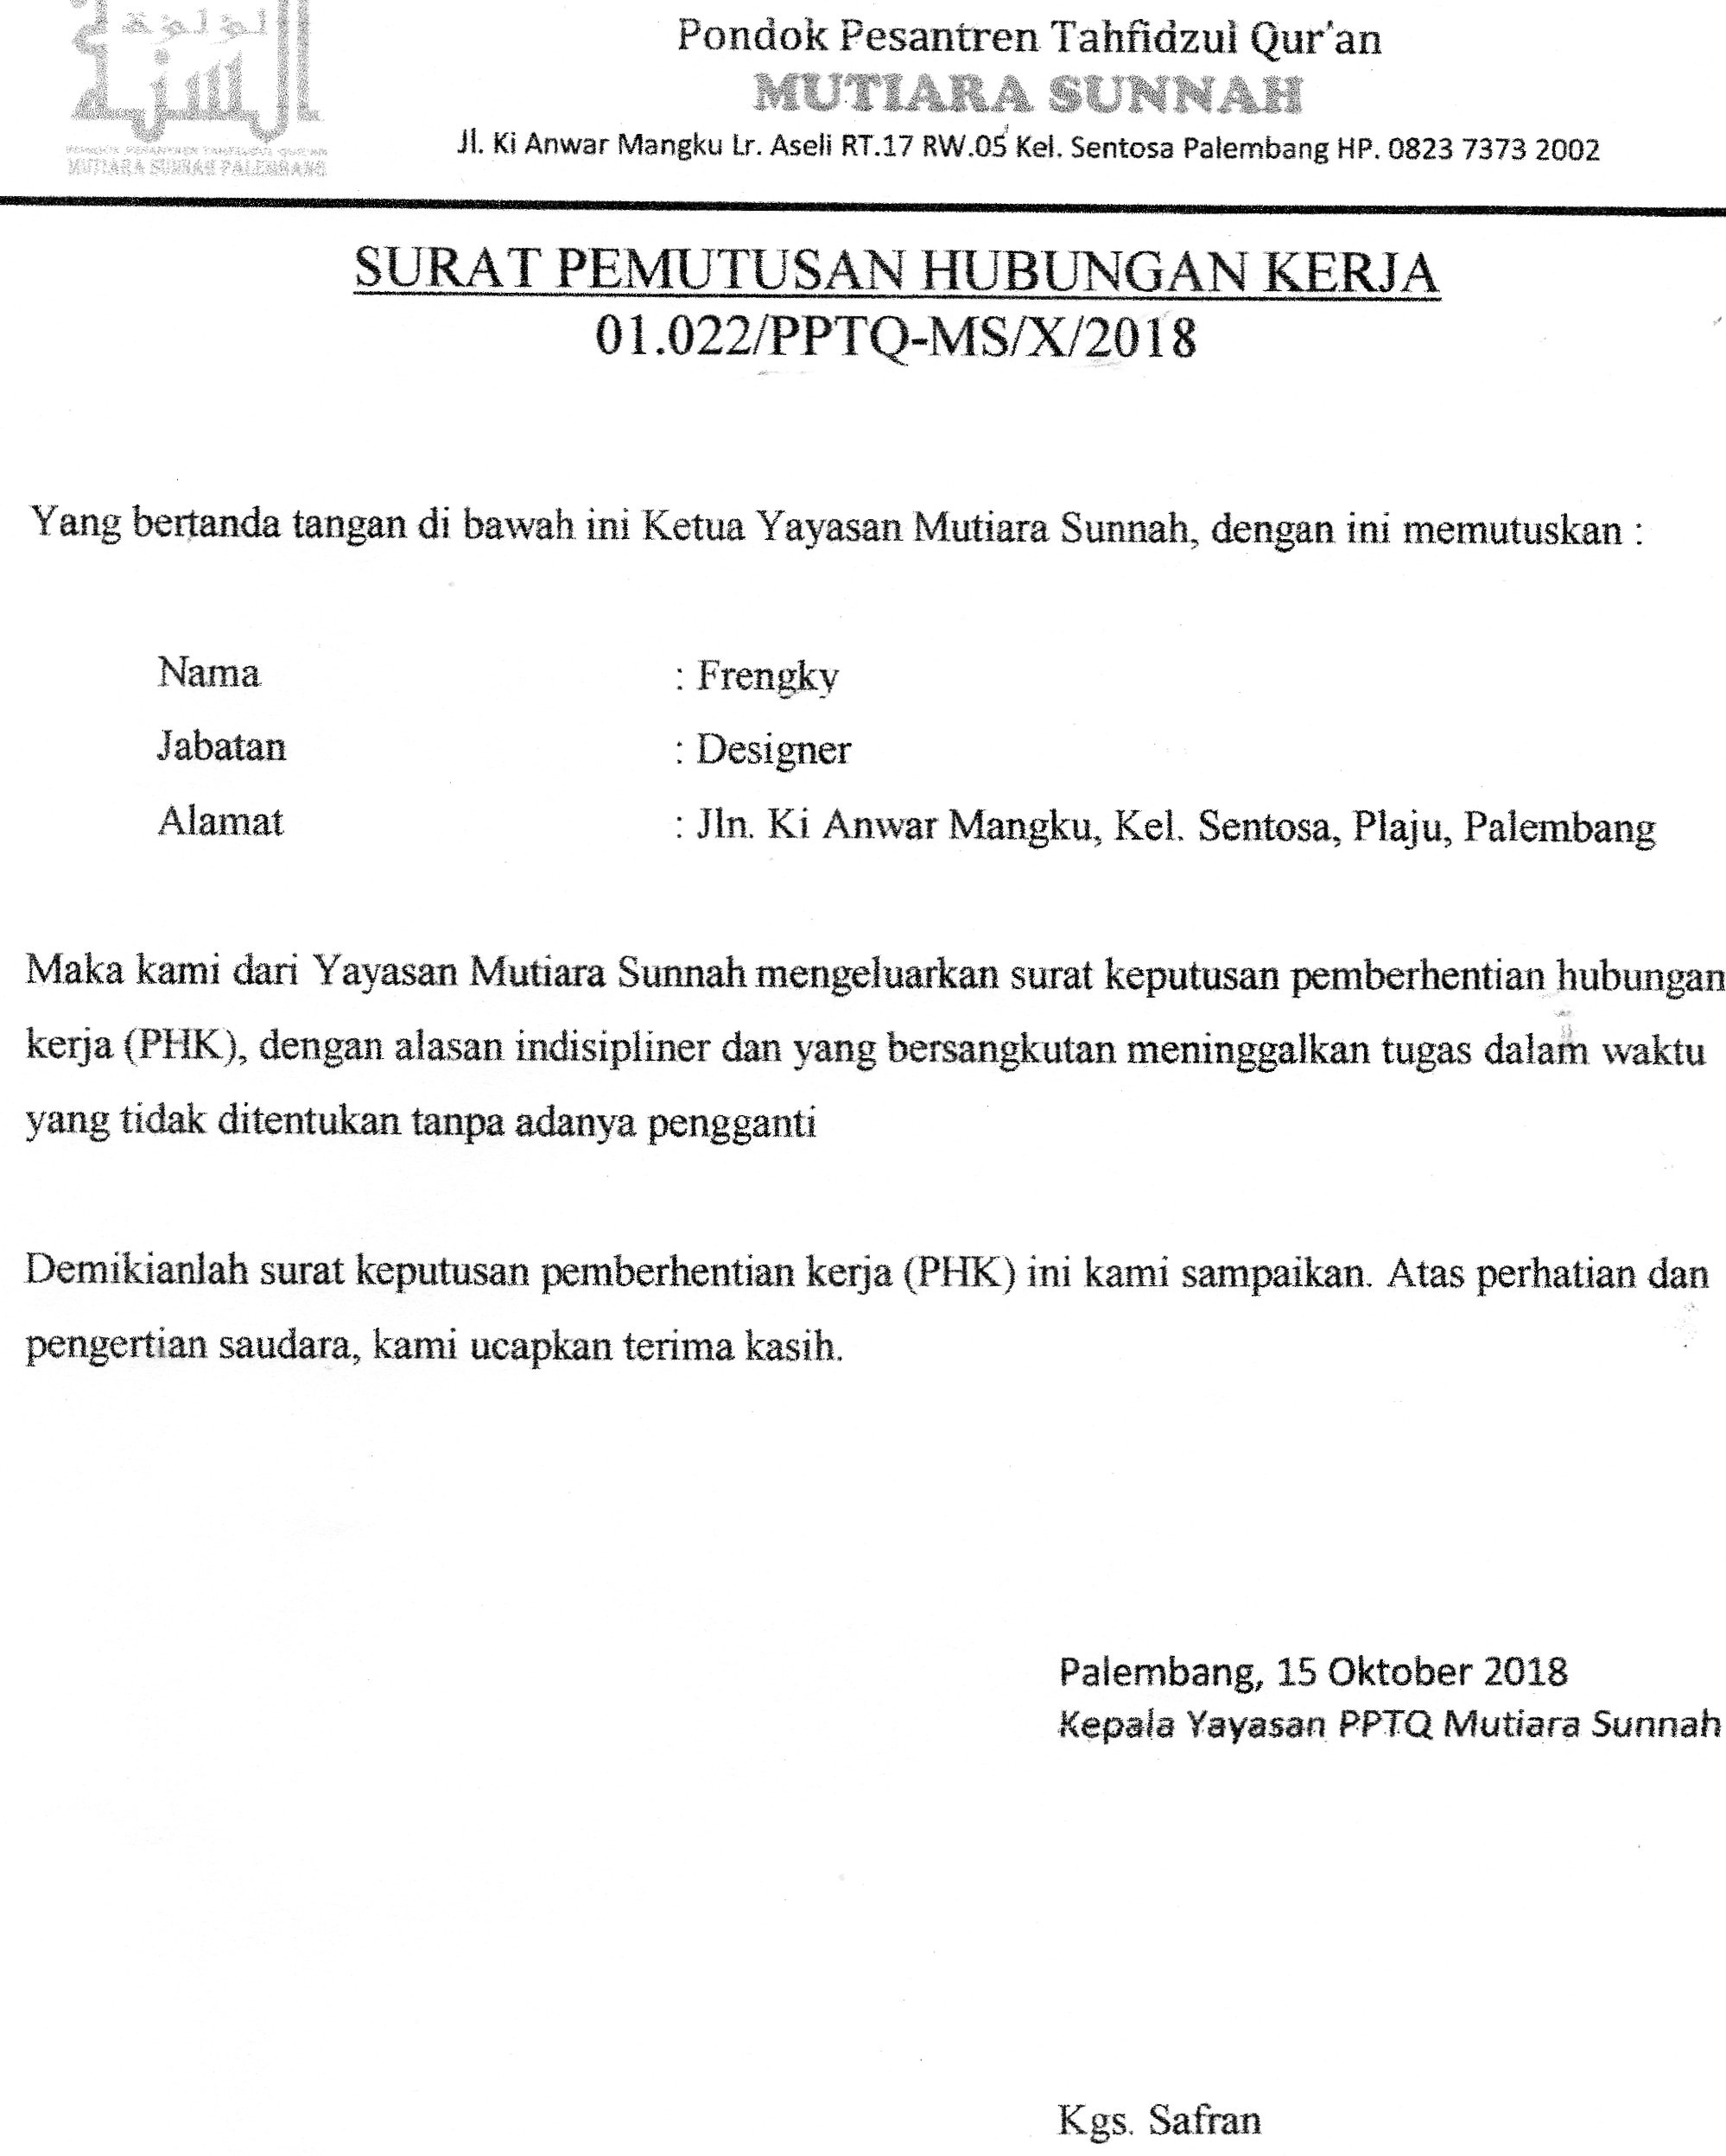 لؤلؤة
السنة
PONDOK PESANTREN TAHFIDZUL QUR'AN
MUTIARA SUNNAH PALEMBANG
Pondok Pesantren Tahfidzul Qur'an
MUTIARA SUNNAH
Jl. Ki Anwar Mangku Lr. Aseli RT.17 RW.05 Kel. Sentosa Palembang HP. 0823 7373 2002
SURAT PEMUTUSAN HUBUNGAN KERJA
01.022/PPTQ-MS/X/2018
Yang bertanda tangan di bawah ini Ketua Yayasan Mutiara Sunnah, dengan ini memutuskan :
Nama : Frengky
Jabatan : Designer
Alamat : Jln. Ki Anwar Mangku, Kel. Sentosa, Plaju, Palembang
Maka kami dari Yayasan Mutiara Sunnah mengeluarkan surat keputusan pemberhentian hubungan
kerja (PHK), dengan alasan indisipliner dan yang bersangkutan meninggalkan tugas dalam waktu
yang tidak ditentukan tanpa adanya pengganti
Demikianlah surat keputusan pemberhentian kerja (PHK) ini kami sampaikan. Atas perhatian dan
pengertian saudara, kami ucapkan terima kasih.
Palembang, 15 Oktober 2018
Kepala Yayasan PPTQ Mutiara Sunnah
Kgs. Safran